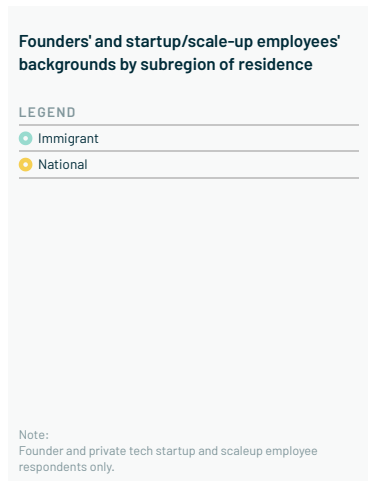 Founders' and startup/scale-up employees'
backgrounds by subregion of residence
LEGEND
Immigrant
National
Note:
Founder and private tech startup and scaleup employee
respondents only.